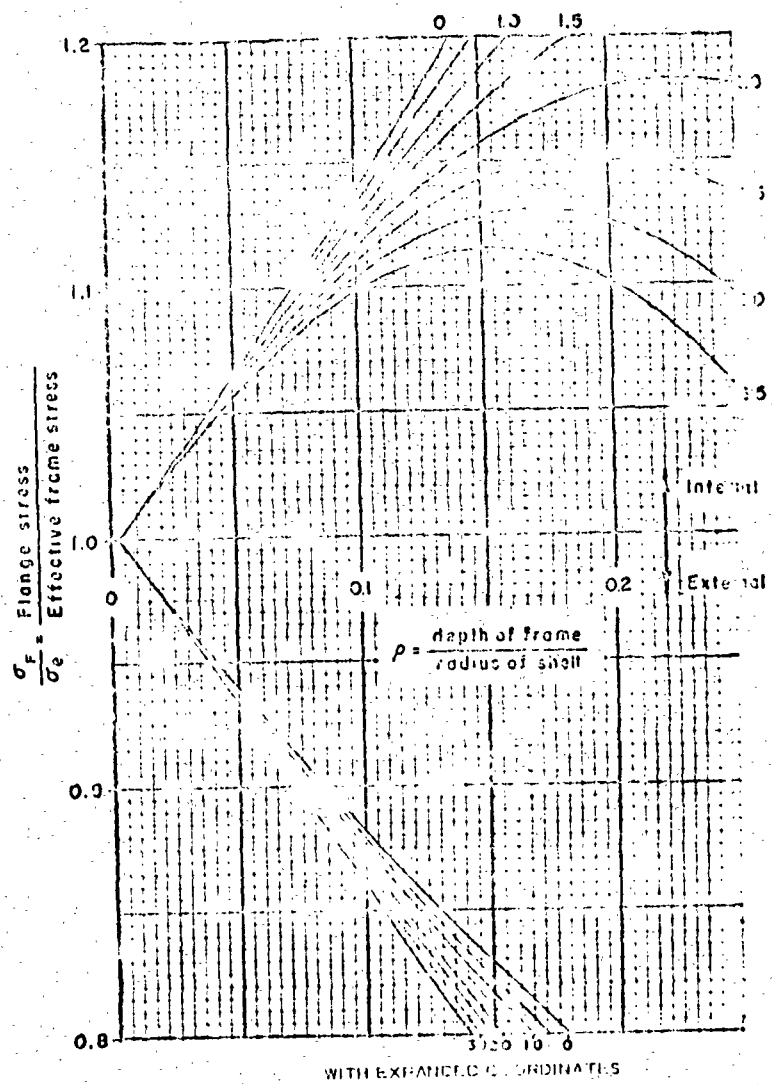 0 1.0 1.5
1.2
1.1
1.0
0
0.1
0.2
Internal
External
σF = Flange stress
σe Effective frame stress
ρ = depth of frame
radius of shell
0.9
0.8
0
WITH EXPANDED COORDINATES